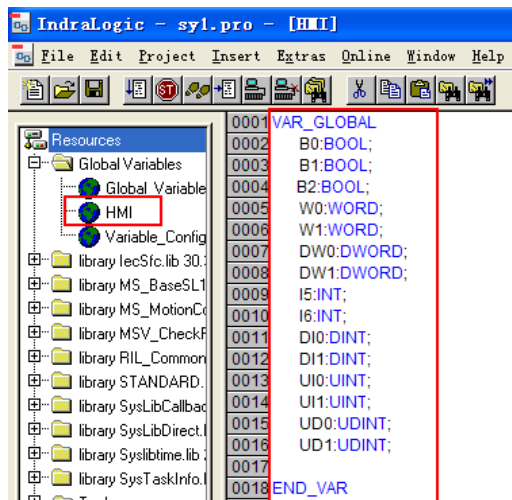 IndraLogic - sy1.pro - [HMI]
File Edit Project Insert Extras Online Window Help
Resources
Global Variables
Global_Variable
HMI
Variable_Config
library IecSfc.lib 30.
library MS_BaseSL1
library MS_MotionCo
library MSV_CheckF
library RIL_Common
library STANDARD.
library SysLibCallbac
library SysLibDirect.l
library Syslibtime.lib
library SysTaskInfo.l
0001 VAR_GLOBAL
0002 B0:BOOL;
0003 B1:BOOL;
0004 B2:BOOL;
0005 W0:WORD;
0006 W1:WORD;
0007 DW0:DWORD;
0008 DW1:DWORD;
0009 I5:INT;
0010 I6:INT;
0011 DI0:DINT;
0012 DI1:DINT;
0013 UI0:UINT;
0014 UI1:UINT;
0015 UD0:UDINT;
0016 UD1:UDINT;
0017
0018 END_VAR